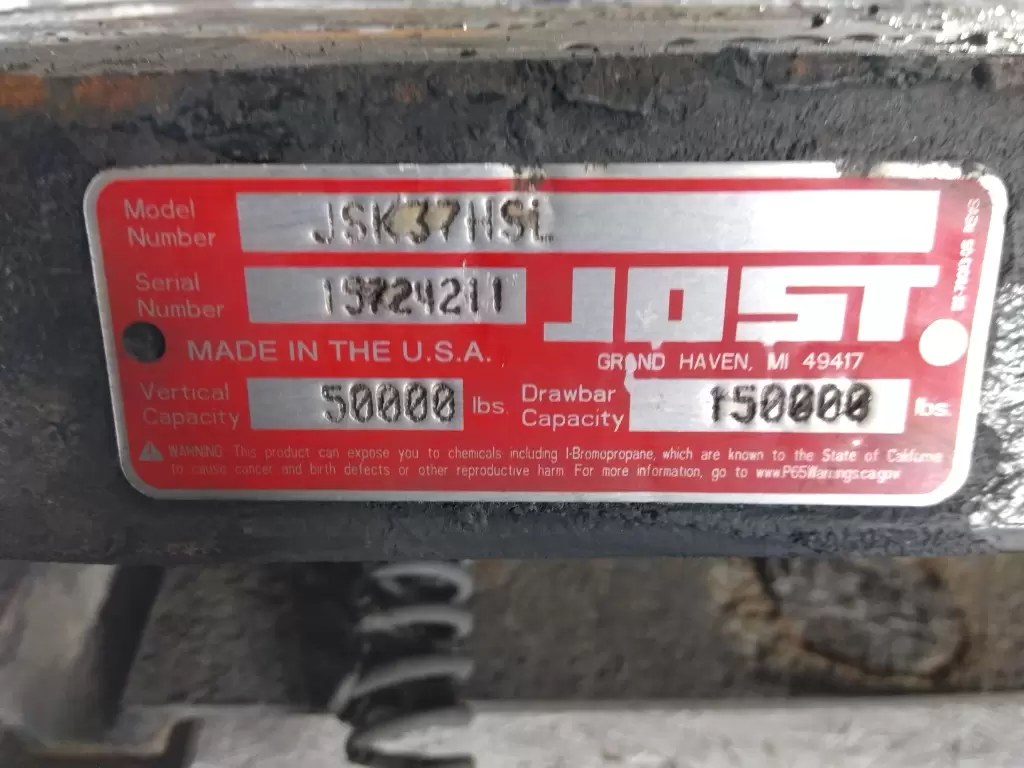 Model Number JSK37HSL
Serial Number 15724211
JOST
MADE IN THE U.S.A.
GRAND HAVEN, MI 49417
Vertical Capacity 50000 lbs.
Drawbar Capacity 150000 lbs.
WARNING This product can expose you to chemicals including 1-Bromopropane, which are known to the State of California
to cause cancer and birth defects or other reproductive harm For more information, go to www.P65Warnings.ca.gov